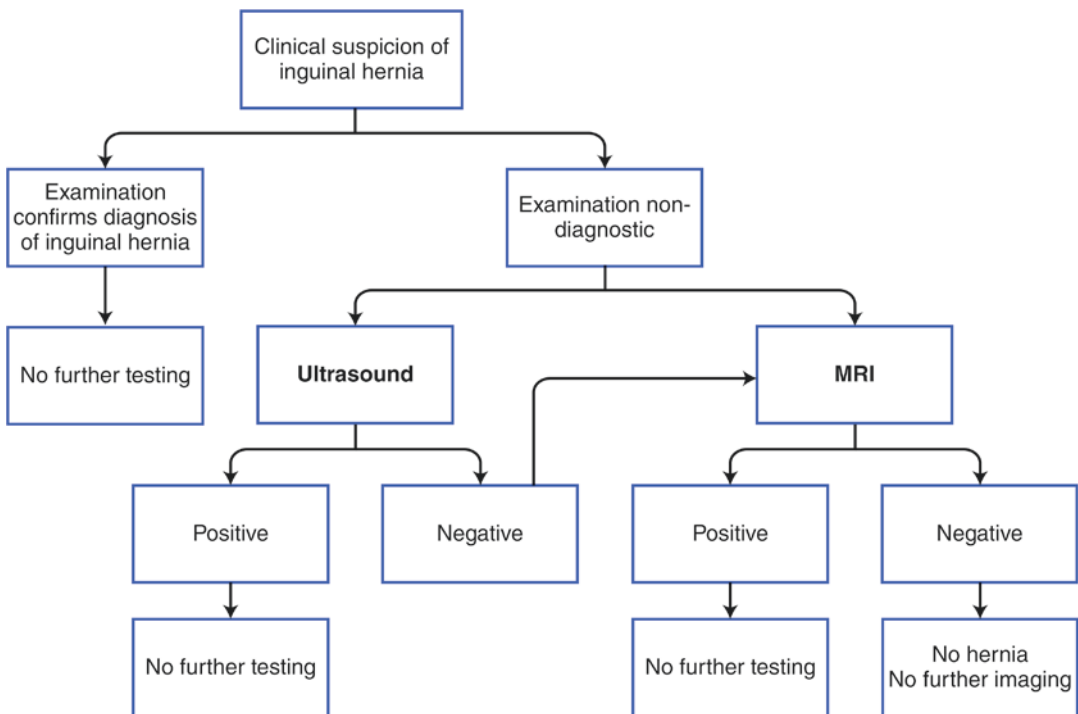 Clinical suspicion of
inguinal hernia
Examination
confirms diagnosis
of inguinal hernia
Examination non-
diagnostic
No further testing
Ultrasound
MRI
Positive
Negative
Positive
Negative
No further testing
No further testing
No hernia
No further imaging